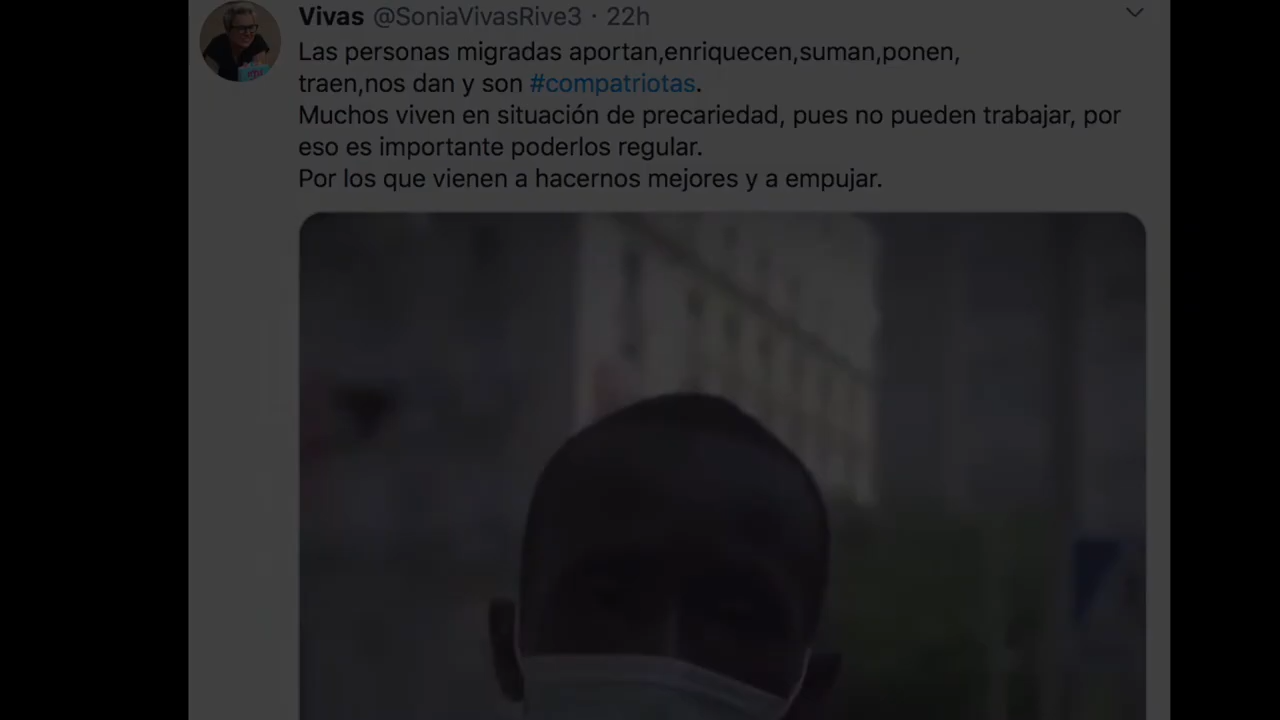 Vivas @SoniaVivasRive3 · 22h
Las personas migradas aportan,enriquecen,suman,ponen,
traen,nos dan y son #compatriotas.
Muchos viven en situación de precariedad, pues no pueden trabajar, por
eso es importante poderlos regular.
Por los que vienen a hacernos mejores y a empujar.